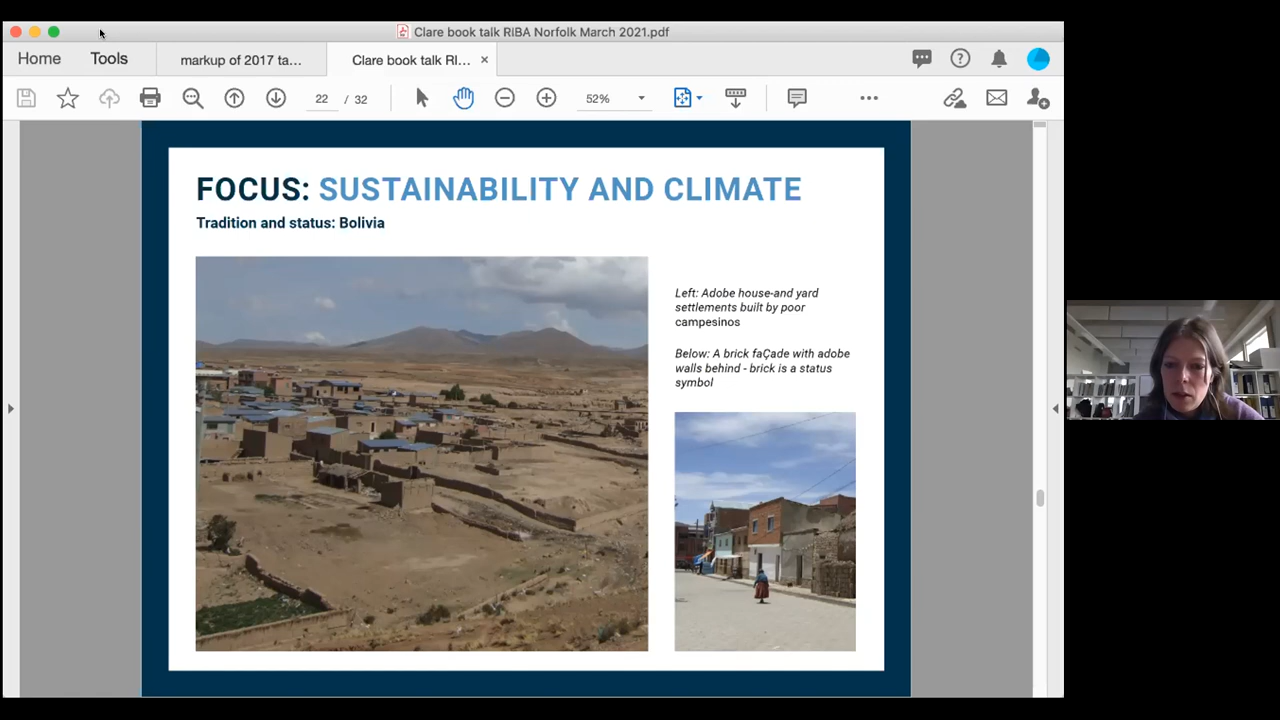 Clare book talk RIBA Norfolk March 2021.pdf
Home
Tools
markup of 2017 ta...
Clare book talk RI...
22 / 32
52%
FOCUS: SUSTAINABILITY AND CLIMATE
Tradition and status: Bolivia
Left: Adobe house-and yard
settlements built by poor
campesinos
Below: A brick faÇade with adobe
walls behind - brick is a status
symbol